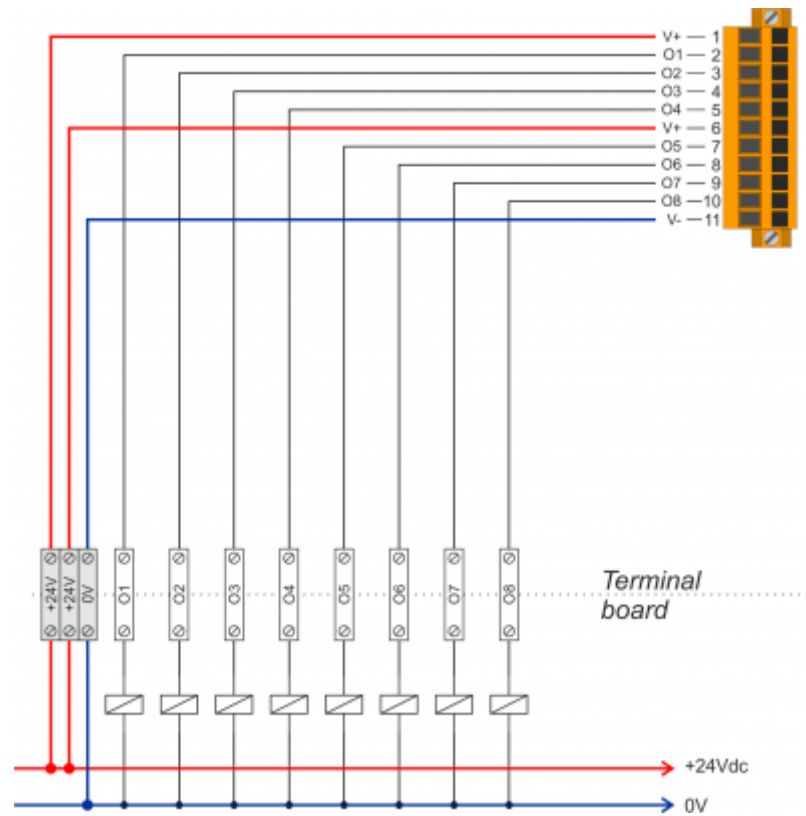 V+ — 1
O1 — 2
O2 — 3
O3 — 4
O4 — 5
V+ — 6
O5 — 7
O6 — 8
O7 — 9
O8 — 10
V- — 11
+24V
+24V
0V
O1
O2
O3
O4
O5
O6
O7
O8
Terminal
board
+24Vdc
0V